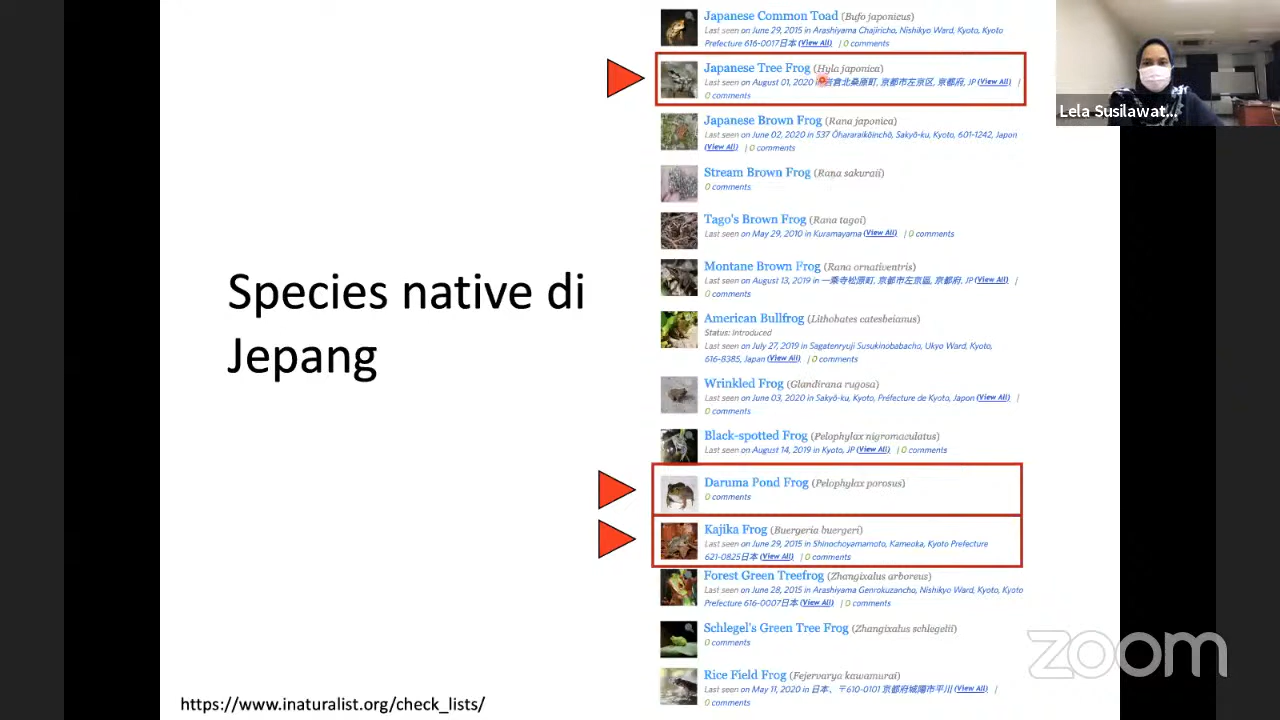 Species native di
Jepang
https://www.inaturalist.org/check_lists/
Japanese Common Toad (Bufo japonicus)
Last seen on June 29, 2015 in Arashiyama Chajiricho, Nishikyo Ward, Kyoto, Kyoto
Prefecture 616-0017日本 (View All) | 0 comments
Japanese Tree Frog (Hyla japonica)
Last seen on August 01, 2020 in 岩倉北桑原町, 京都市左京区, 京都府, JP (View All) |
0 comments
Japanese Brown Frog (Rana japonica)
Last seen on June 02, 2020 in 537 Ōhararaikōinchō, Sakyō-ku, Kyoto, 601-1242, Japon
(View All) | 0 comments
Stream Brown Frog (Rana sakuraii)
0 comments
Tago's Brown Frog (Rana tagoi)
Last seen on May 29, 2010 in Kuramayama (View All) | 0 comments
Montane Brown Frog (Rana ornativentris)
Last seen on August 13, 2019 in 一乗寺松原町, 京都市左京區, 京都府, JP (View All) |
0 comments
American Bullfrog (Lithobates catesbeianus)
Status: Introduced
Last seen on July 27, 2019 in Sagatenryuji Susukinobabacho, Ukyo Ward, Kyoto,
616-8385, Japan (View All) | 0 comments
Wrinkled Frog (Glandirana rugosa)
Last seen on June 03, 2020 in Sakyō-ku, Kyoto, Préfecture de Kyoto, Japon (View All) |
0 comments
Black-spotted Frog (Pelophylax nigromaculatus)
Last seen on August 14, 2019 in Kyoto, JP (View All) | 0 comments
Daruma Pond Frog (Pelophylax porosus)
0 comments
Kajika Frog (Buergeria buergeri)
Last seen on June 29, 2015 in Shinochoyamamoto, Kameoka, Kyoto Prefecture
621-0825日本 (View All) | 0 comments
Forest Green Treefrog (Zhangixalus arboreus)
Last seen on June 28, 2015 in Arashiyama Genrokuzancho, Nishikyo Ward, Kyoto, Kyoto
Prefecture 616-0007日本 (View All) | 0 comments
Schlegel's Green Tree Frog (Zhangixalus schlegelii)
0 comments
Rice Field Frog (Fejervarya kawamurai)
Last seen on May 11, 2020 in 日本、〒610-0101 京都府城陽市平川 (View All) |
0 comments
Lela Susilawat...
zoom